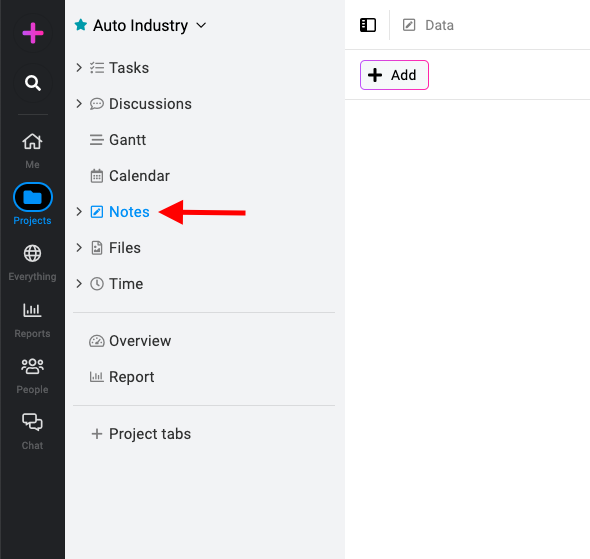 Auto Industry
Tasks
Discussions
Gantt
Calendar
Notes
Files
Time
Overview
Report
Project tabs
Me
Projects
Everything
Reports
People
Chat
Data
Add